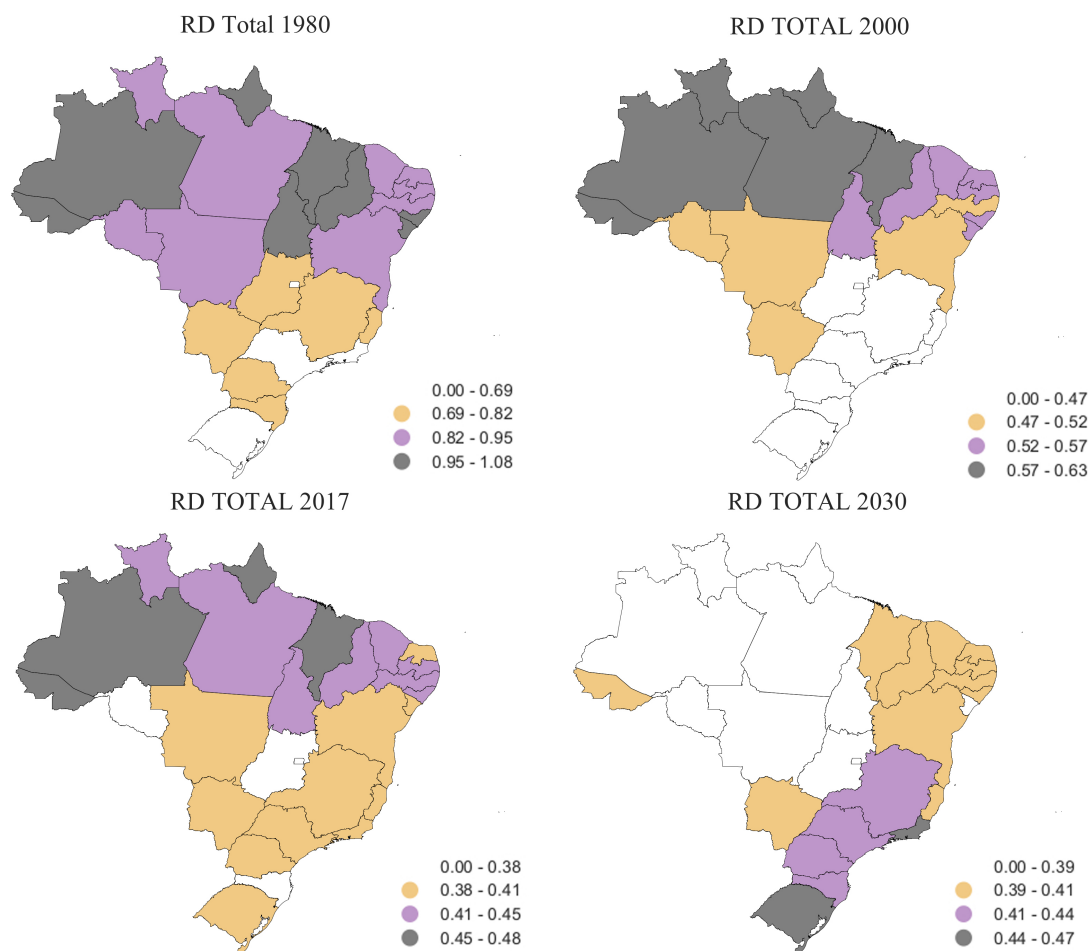 RD Total 1980
0.00 - 0.69
0.69 - 0.82
0.82 - 0.95
0.95 - 1.08
RD TOTAL 2000
0.00 - 0.47
0.47 - 0.52
0.52 - 0.57
0.57 - 0.63
RD TOTAL 2017
0.00 - 0.38
0.38 - 0.41
0.41 - 0.45
0.45 - 0.48
RD TOTAL 2030
0.00 - 0.39
0.39 - 0.41
0.41 - 0.44
0.44 - 0.47